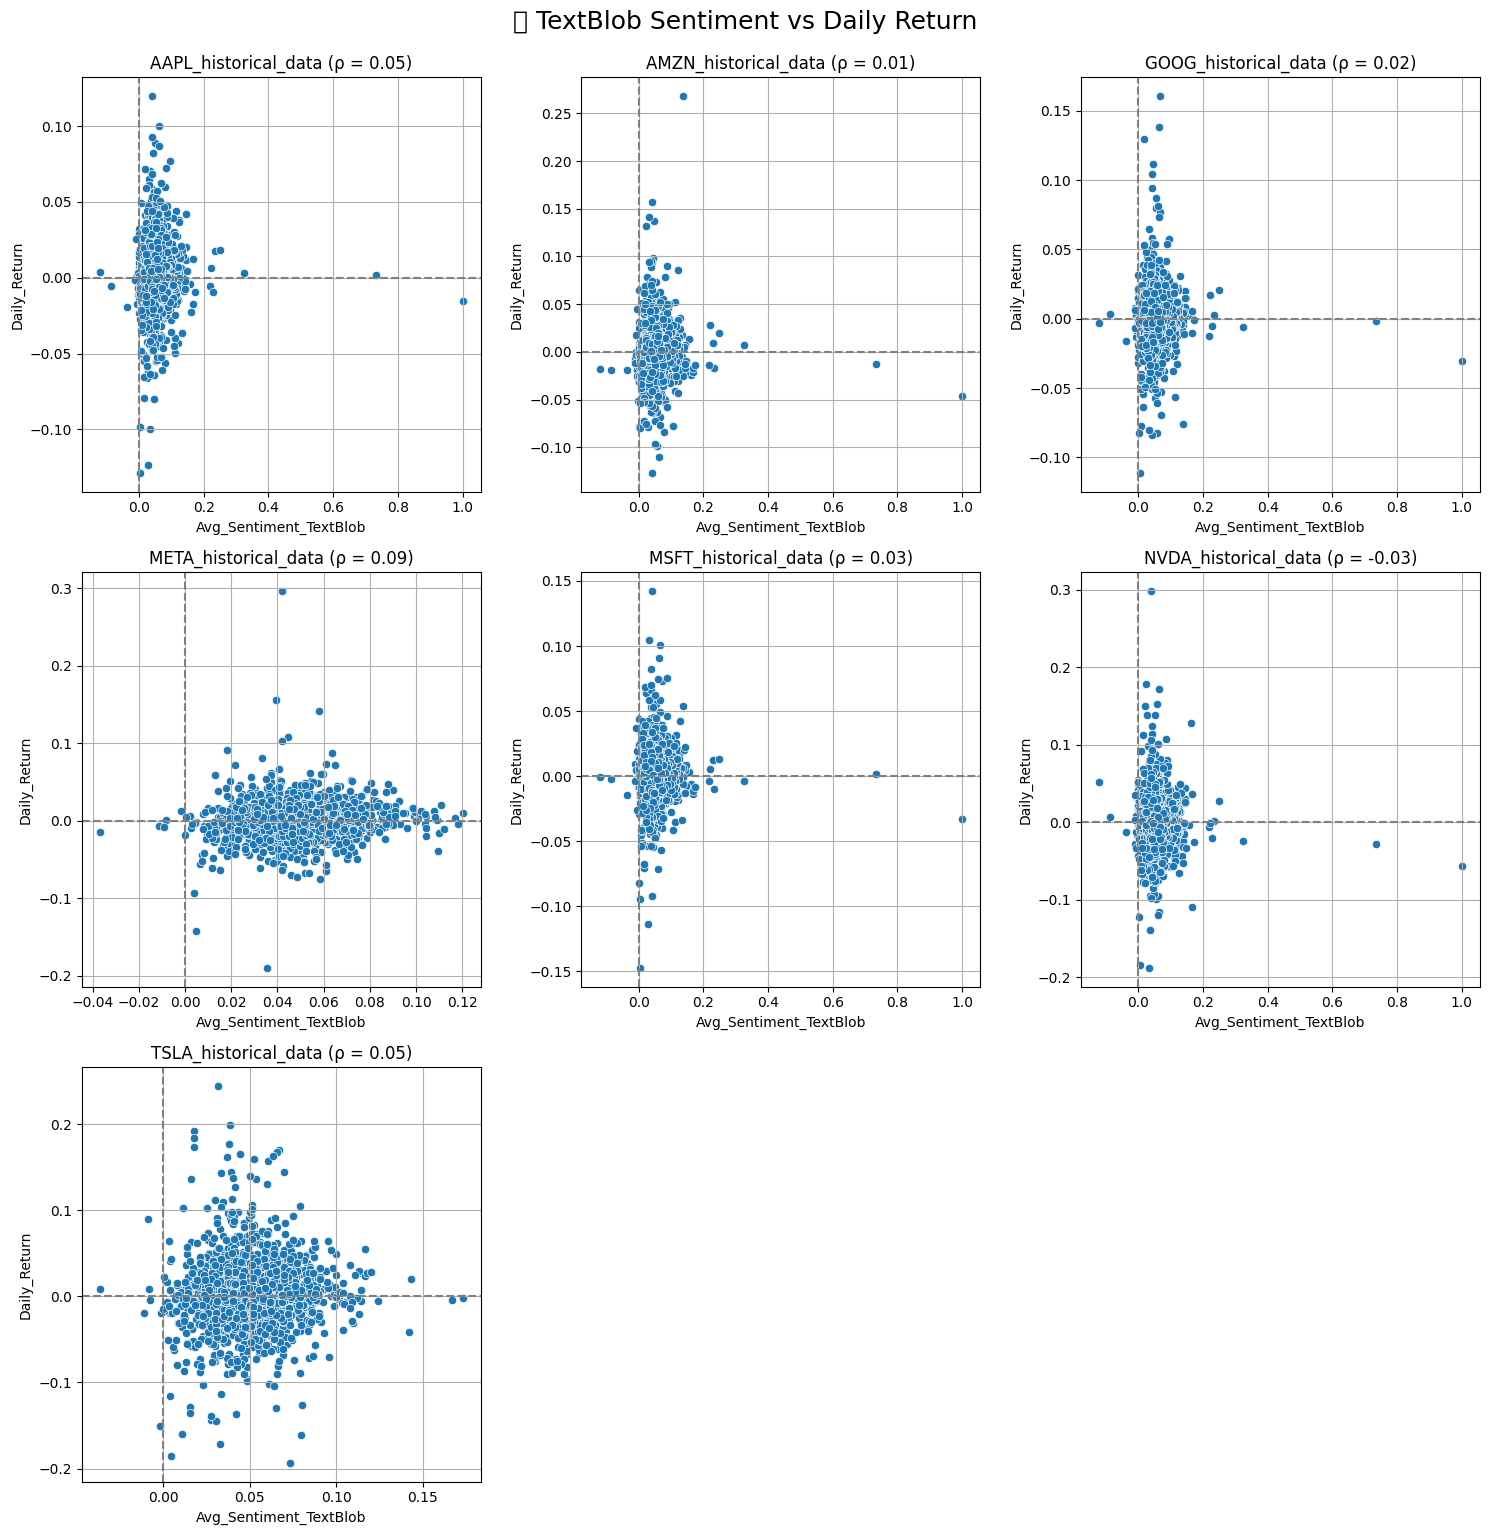 TextBlob Sentiment vs Daily Return
AAPL_historical_data (ρ = 0.05)
0.10
0.05
0.00
−0.05
−0.10
Daily_Return
0.0 0.2 0.4 0.6 0.8 1.0
Avg_Sentiment_TextBlob
AMZN_historical_data (ρ = 0.01)
0.25
0.20
0.15
0.10
0.05
0.00
−0.05
−0.10
Daily_Return
0.0 0.2 0.4 0.6 0.8 1.0
Avg_Sentiment_TextBlob
GOOG_historical_data (ρ = 0.02)
0.15
0.10
0.05
0.00
−0.05
−0.10
Daily_Return
0.0 0.2 0.4 0.6 0.8 1.0
Avg_Sentiment_TextBlob
META_historical_data (ρ = 0.09)
0.3
0.2
0.1
0.0
−0.1
−0.2
Daily_Return
−0.04 −0.02 0.00 0.02 0.04 0.06 0.08 0.10 0.12
Avg_Sentiment_TextBlob
MSFT_historical_data (ρ = 0.03)
0.15
0.10
0.05
0.00
−0.05
−0.10
−0.15
Daily_Return
0.0 0.2 0.4 0.6 0.8 1.0
Avg_Sentiment_TextBlob
NVDA_historical_data (ρ = -0.03)
0.3
0.2
0.1
0.0
−0.1
−0.2
Daily_Return
0.0 0.2 0.4 0.6 0.8 1.0
Avg_Sentiment_TextBlob
TSLA_historical_data (ρ = 0.05)
0.2
0.1
0.0
−0.1
−0.2
Daily_Return
0.00 0.05 0.10 0.15
Avg_Sentiment_TextBlob